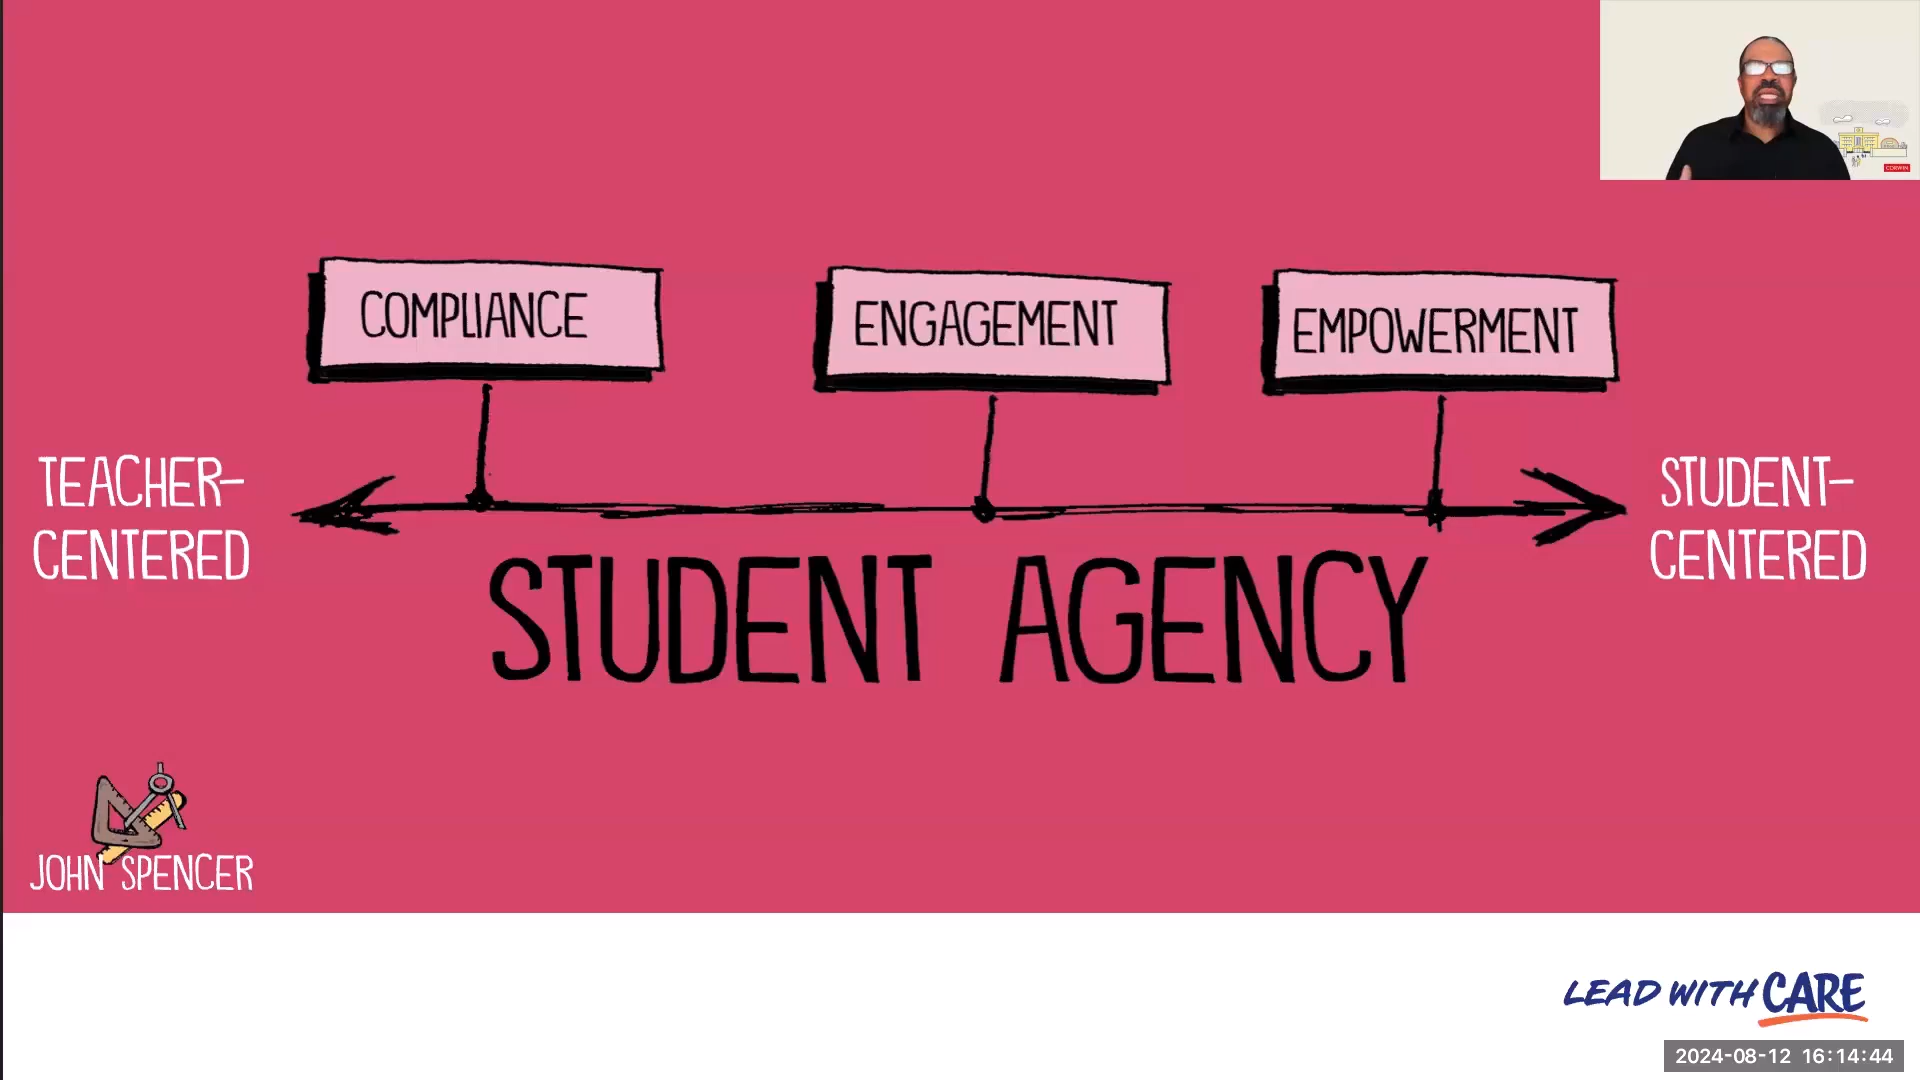 CORWIN
COMPLIANCE
ENGAGEMENT
EMPOWERMENT
TEACHER-
CENTERED
STUDENT-
CENTERED
STUDENT AGENCY
JOHN SPENCER
LEAD WITH CARE
2024-08-12 16:14:44